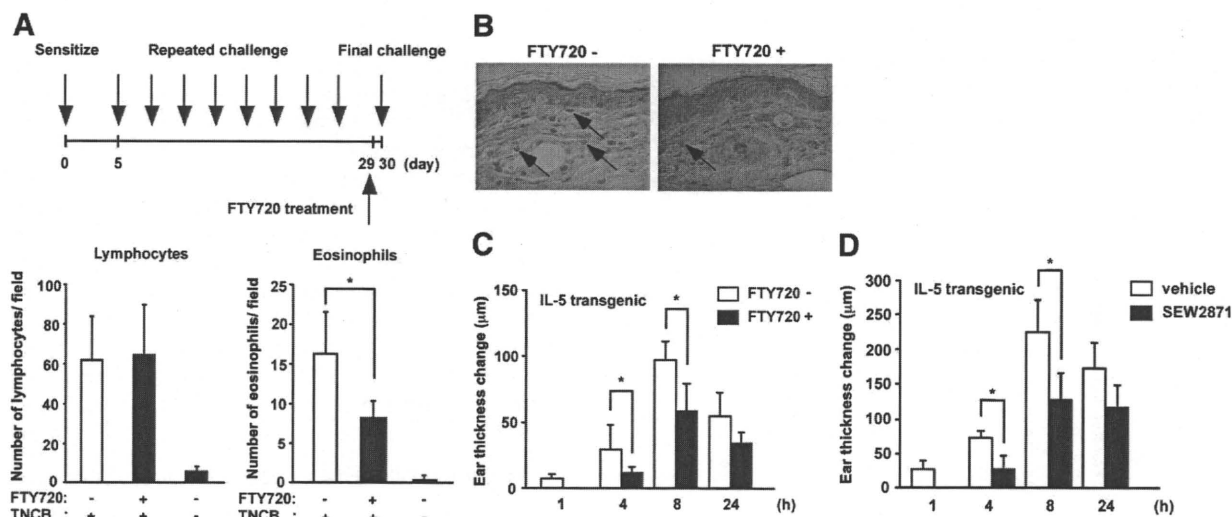 A
Sensitize Repeated challenge Final challenge
0 5 29 30 (day)
FTY720 treatment
B
FTY720 - FTY720 +
Lymphocytes
Number of lymphocytes/ field
100
80
60
40
20
0
FTY720: - + -
TNCB : + + -
Eosinophils
Number of eosinophils/ field
25
20
15
10
5
0
*
FTY720: - + -
TNCB : + + -
C
IL-5 transgenic
FTY720 -
FTY720 +
Ear thickness change (μm)
150
100
50
0
* *
1 4 8 24 (h)
D
IL-5 transgenic
vehicle
SEW2871
Ear thickness change (μm)
300
250
200
150
100
50
0
* *
1 4 8 24 (h)